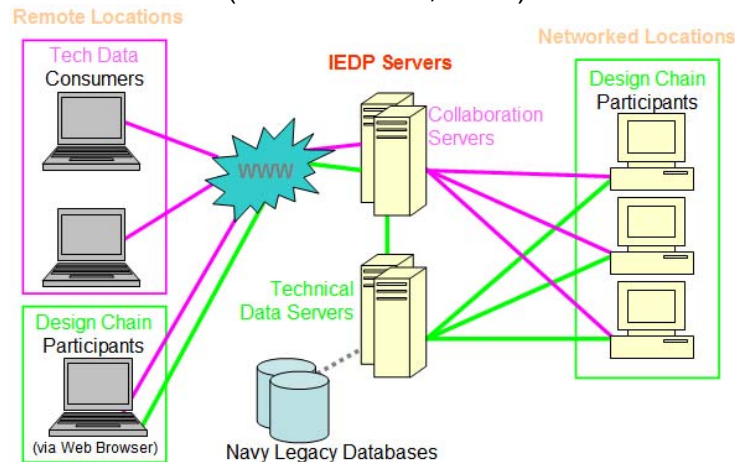 Remote Locations
Tech Data
Consumers
IEDP Servers
Networked Locations
Design Chain
Participants
Collaboration
Servers
WWW
Technical
Data Servers
Design Chain
Participants
(via Web Browser)
Navy Legacy Databases